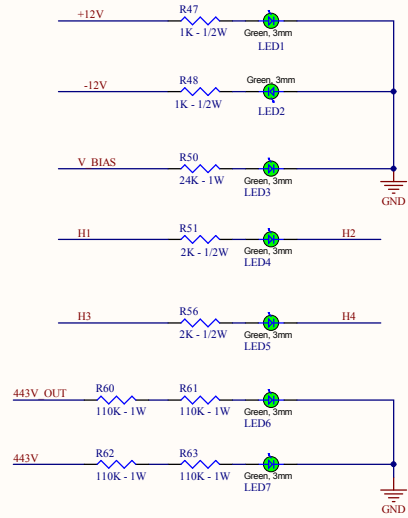 +12V
R47
1K - 1/2W
Green, 3mm
LED1
-12V
R48
1K - 1/2W
Green, 3mm
LED2
V_BIAS
R50
24K - 1W
Green, 3mm
LED3
GND
H1
R51
2K - 1/2W
Green, 3mm
LED4
H2
H3
R56
2K - 1/2W
Green, 3mm
LED5
H4
443V_OUT
R60
110K - 1W
R61
110K - 1W
Green, 3mm
LED6
443V
R62
110K - 1W
R63
110K - 1W
Green, 3mm
LED7
GND